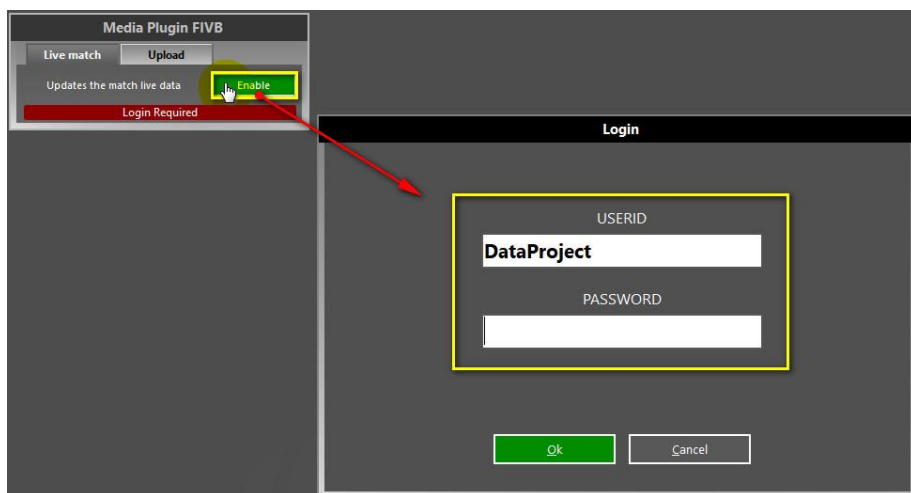 Media Plugin FIVB
Live match Upload
Updates the match live data Enable
Login Required
Login
USERID
DataProject
PASSWORD
Ok Cancel